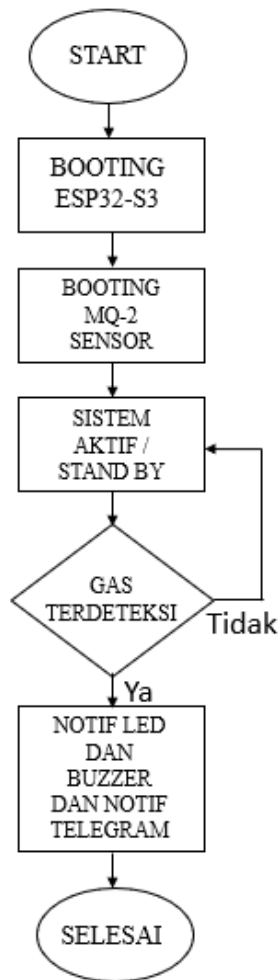 START
BOOTING
ESP32-S3
BOOTING
MQ-2
SENSOR
SISTEM
AKTIF /
STAND BY
GAS
TERDETEKSI
Tidak
Ya
NOTIF LED
DAN
BUZZER
DAN NOTIF
TELEGRAM
SELESAI